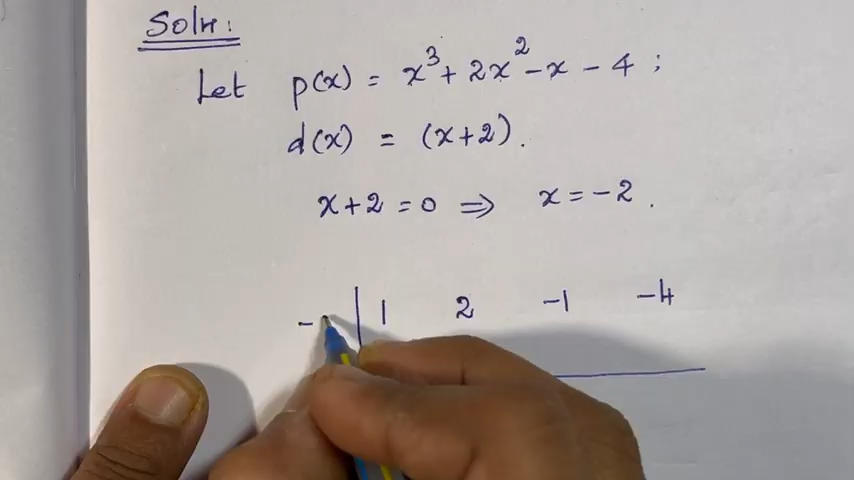 Soln:
Let p(x) = x³ + 2x² - x - 4 ;
d(x) = (x+2).
x+2 = 0 ⇒ x = -2 .
- | 1 2 -1 -4